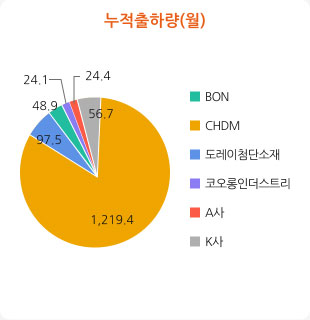 누적출하량(월)
24.1
24.4
48.9
56.7
97.5
1,219.4
BON
CHDM
도레이첨단소재
코오롱인더스트리
A사
K사